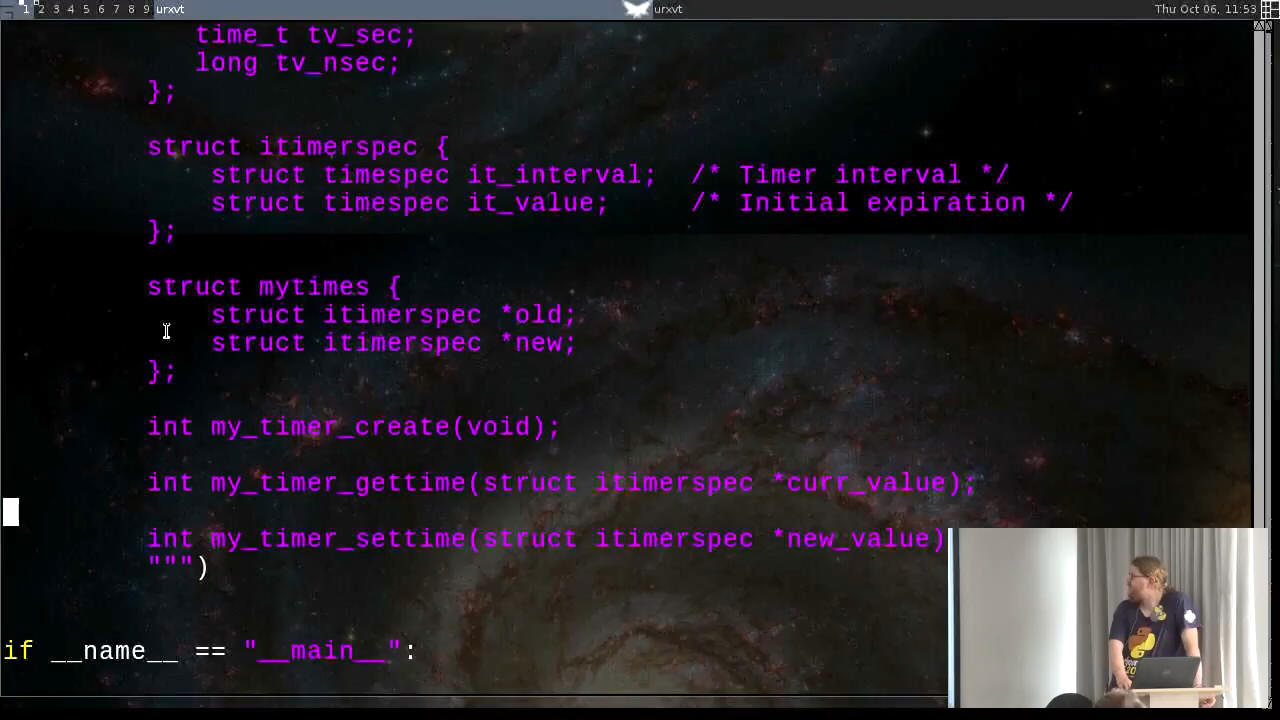 1 2 3 4 5 6 7 8 9 urxvt urxvt Thu Oct 06, 11:53
time_t tv_sec;
long tv_nsec;
};
struct itimerspec {
struct timespec it_interval; /* Timer interval */
struct timespec it_value; /* Initial expiration */
};
struct mytimes {
struct itimerspec *old;
struct itimerspec *new;
};
int my_timer_create(void);
int my_timer_gettime(struct itimerspec *curr_value);
int my_timer_settime(struct itimerspec *new_value)
""")
if __name__ == "__main__":